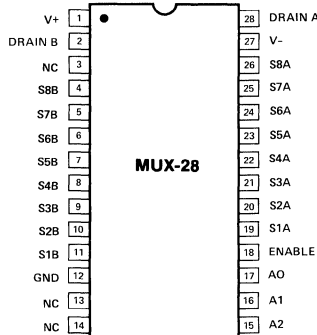 V+ 1 28 DRAIN A
DRAIN B 2 27 V-
NC 3 26 S8A
S8B 4 25 S7A
S7B 5 24 S6A
S6B 6 23 S5A
S5B 7 22 S4A
S4B 8 21 S3A
S3B 9 20 S2A
S2B 10 19 S1A
S1B 11 18 ENABLE
GND 12 17 AO
NC 13 16 A1
NC 14 15 A2
MUX-28